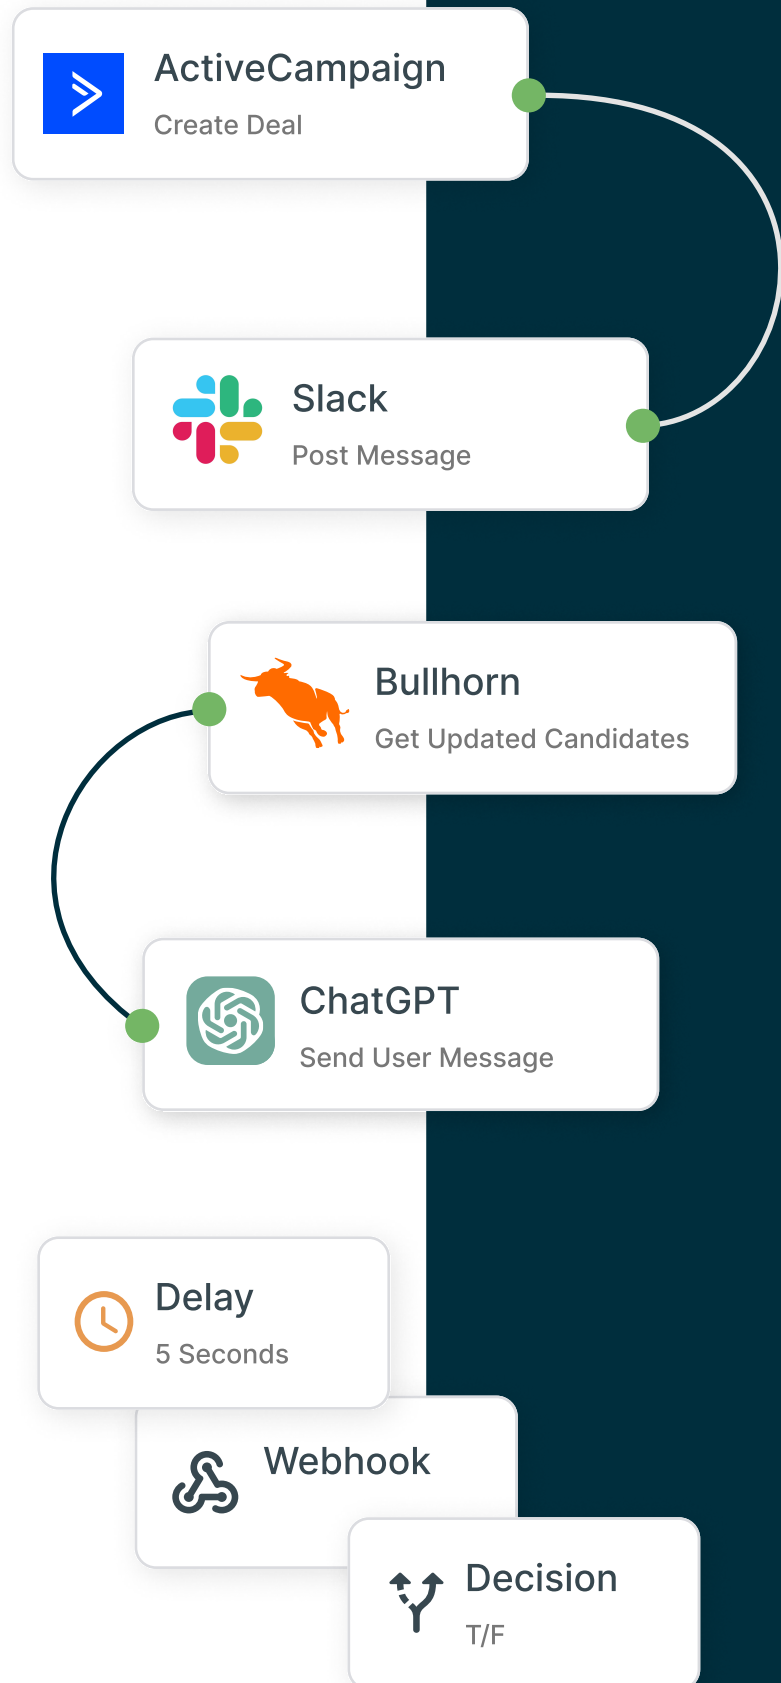 ActiveCampaign
Create Deal
Slack
Post Message
Bullhorn
Get Updated Candidates
ChatGPT
Send User Message
Delay
5 Seconds
Webhook
Decision
T/F